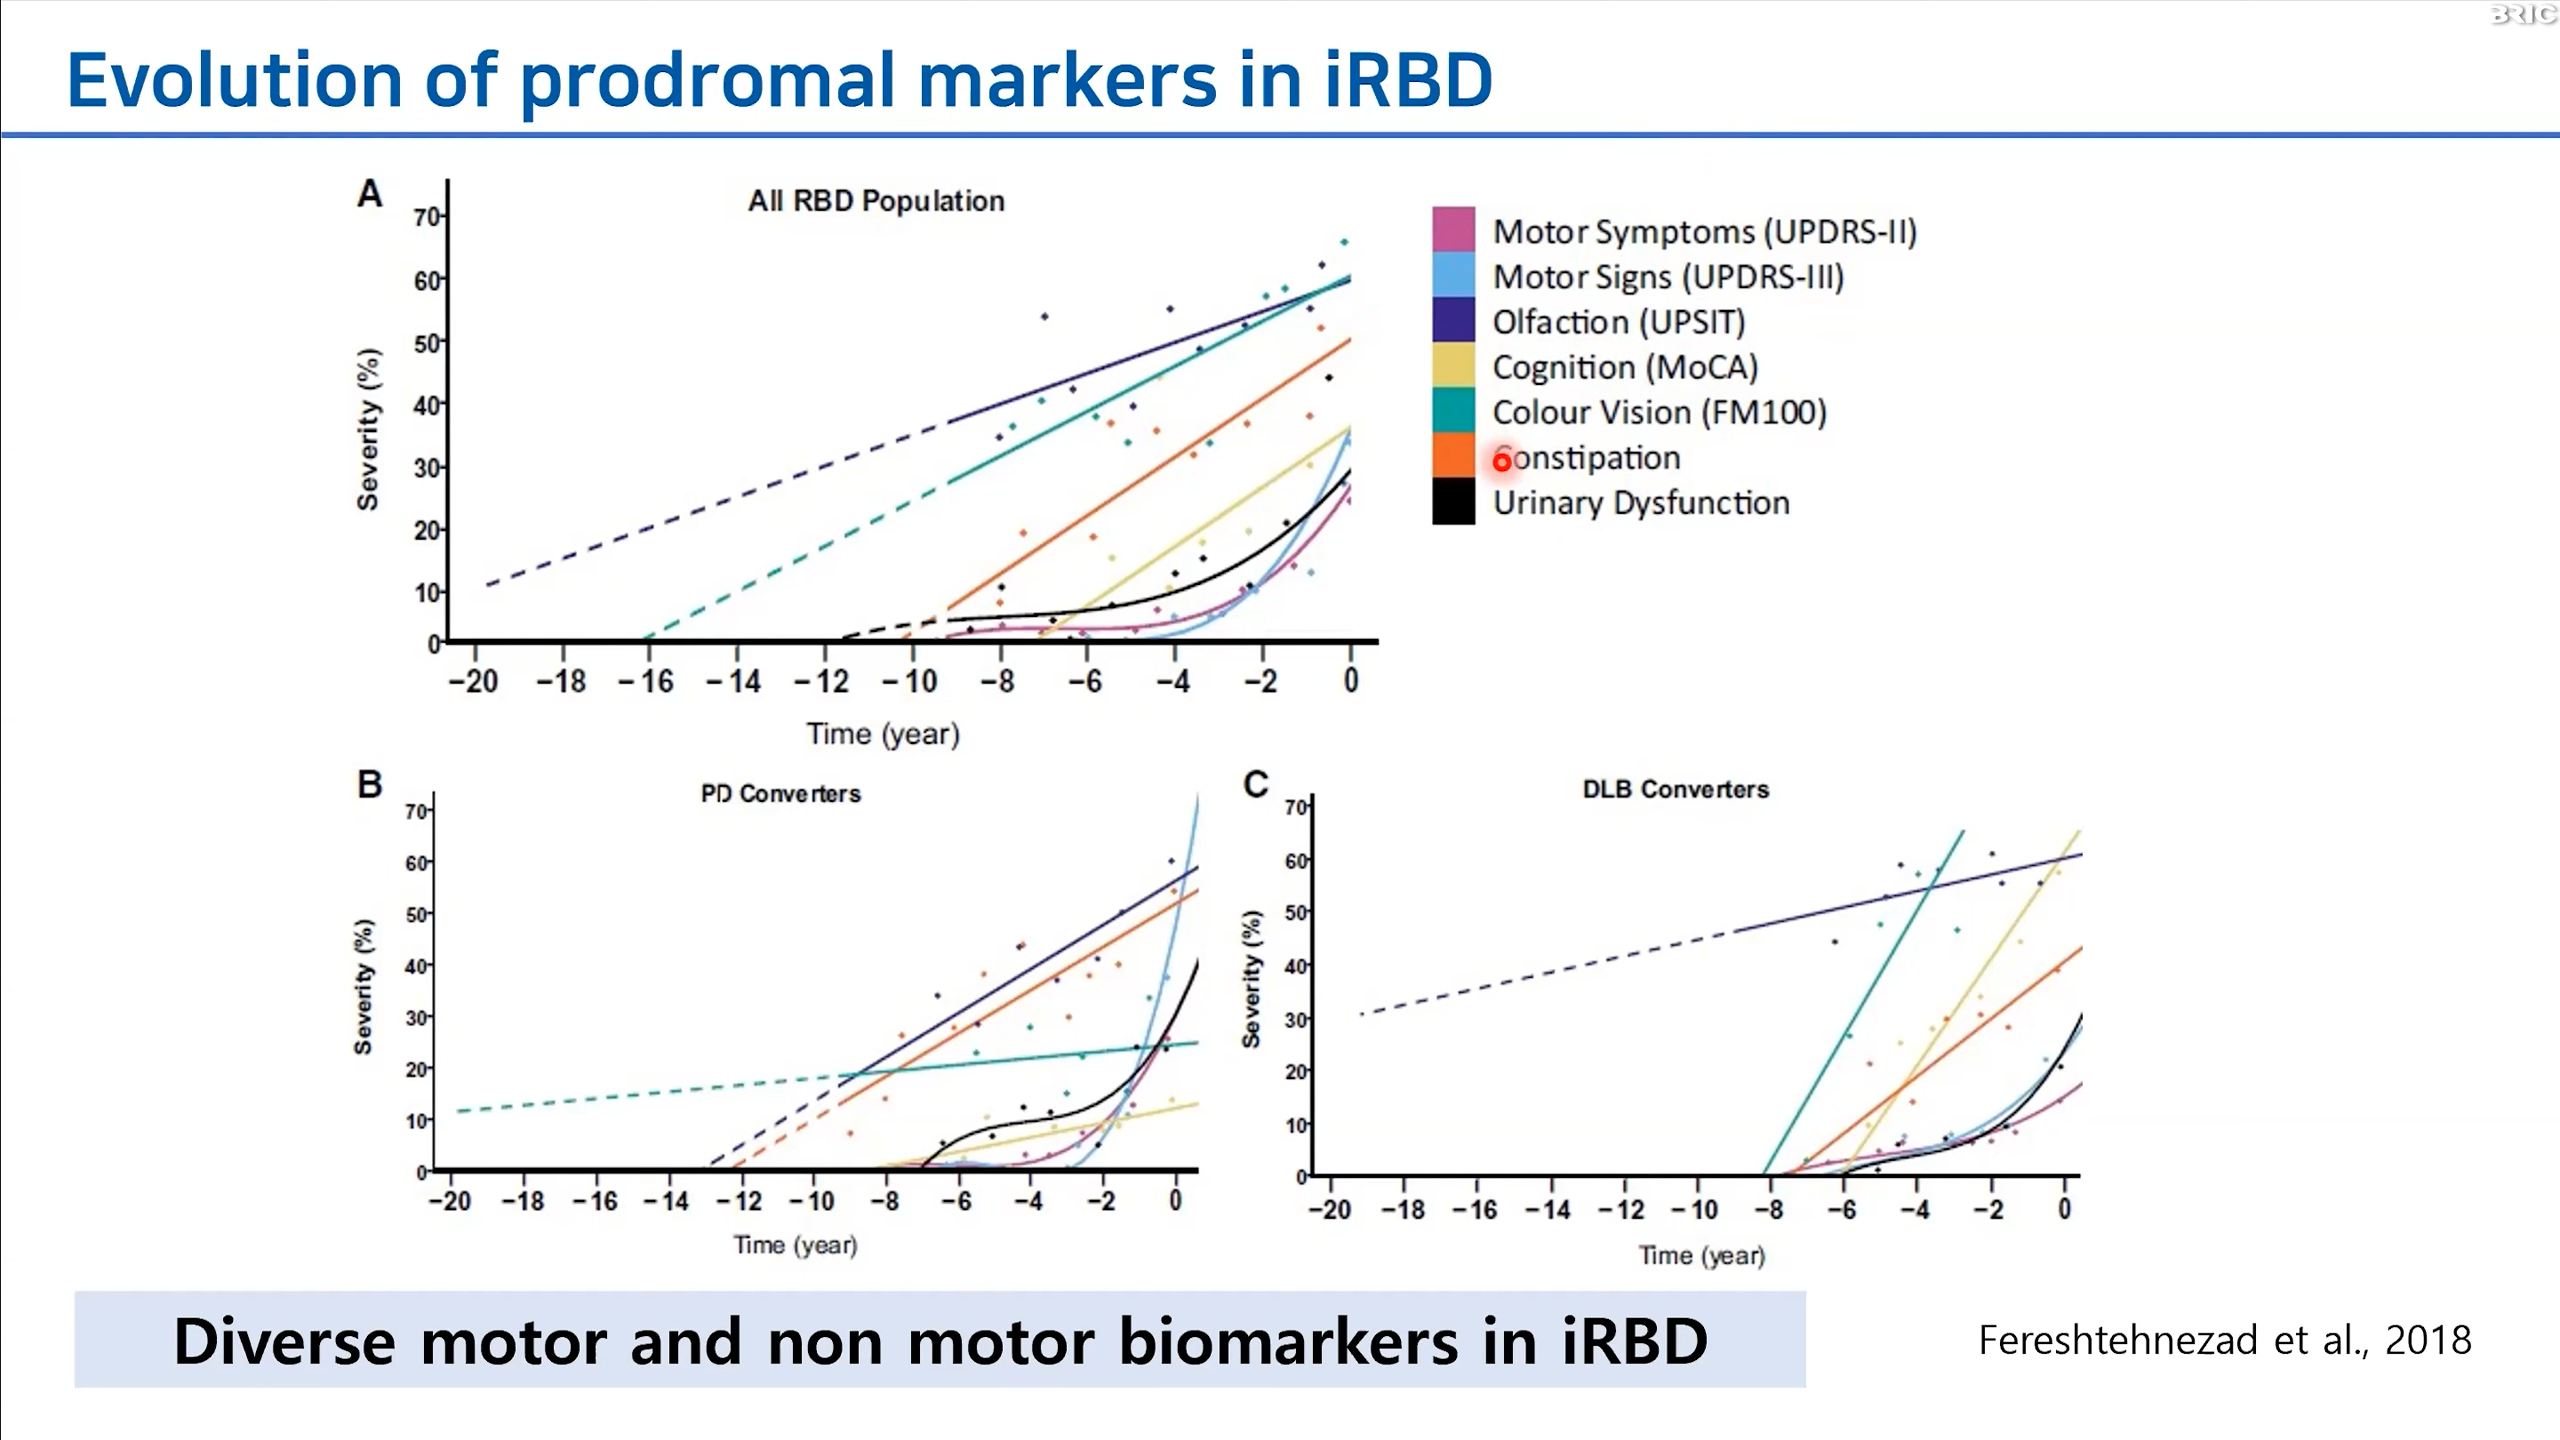 BRIC
Evolution of prodromal markers in iRBD
A
All RBD Population
70
60
50
40
30
20
10
0
Severity (%)
−20 −18 −16 −14 −12 −10 −8 −6 −4 −2 0
Time (year)
Motor Symptoms (UPDRS-II)
Motor Signs (UPDRS-III)
Olfaction (UPSIT)
Cognition (MoCA)
Colour Vision (FM100)
Constipation
Urinary Dysfunction
B
PD Converters
70
60
50
40
30
20
10
0
Severity (%)
−20 −18 −16 −14 −12 −10 −8 −6 −4 −2 0
Time (year)
C
DLB Converters
70
60
50
40
30
20
10
0
Severity (%)
−20 −18 −16 −14 −12 −10 −8 −6 −4 −2 0
Time (year)
Diverse motor and non motor biomarkers in iRBD
Fereshtehnezad et al., 2018